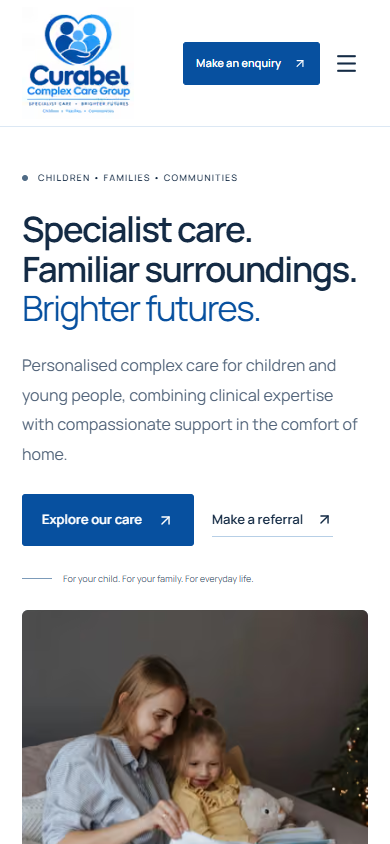 Curabel
Complex Care Group
SPECIALIST CARE • BRIGHTER FUTURES
Children • Families • Communities
Make an enquiry
CHILDREN • FAMILIES • COMMUNITIES
Specialist care.
Familiar surroundings.
Brighter futures.
Personalised complex care for children and
young people, combining clinical expertise
with compassionate support in the comfort of
home.
Explore our care
Make a referral
For your child. For your family. For everyday life.